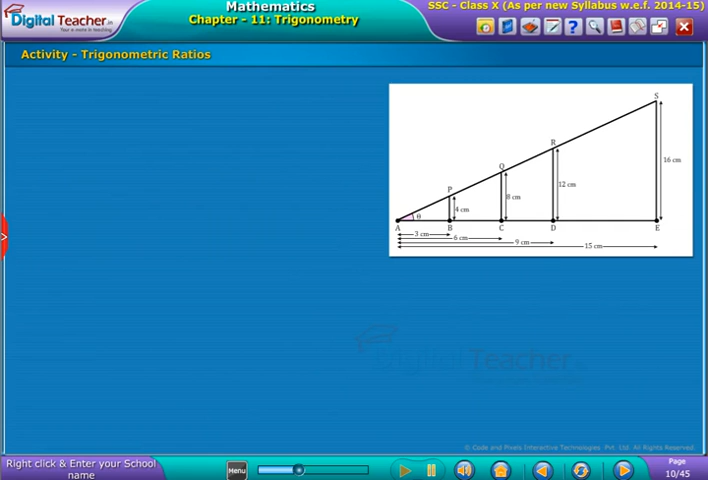 Mathematics
Chapter - 11: Trigonometry
SSC - Class X (As per new Syllabus w.e.f. 2014-15)
Digital Teacher.in
Your e-more in teaching
Activity - Trigonometric Ratios
S
R
Q
P
16 cm
12 cm
8 cm
4 cm
θ
A B C D E
3 cm
6 cm
9 cm
15 cm
Digital Teacher
© Code and Pixels Interactive Technologies Pvt. Ltd. All Rights Reserved.
Right click & Enter your School
name
Menu
Page
10/45